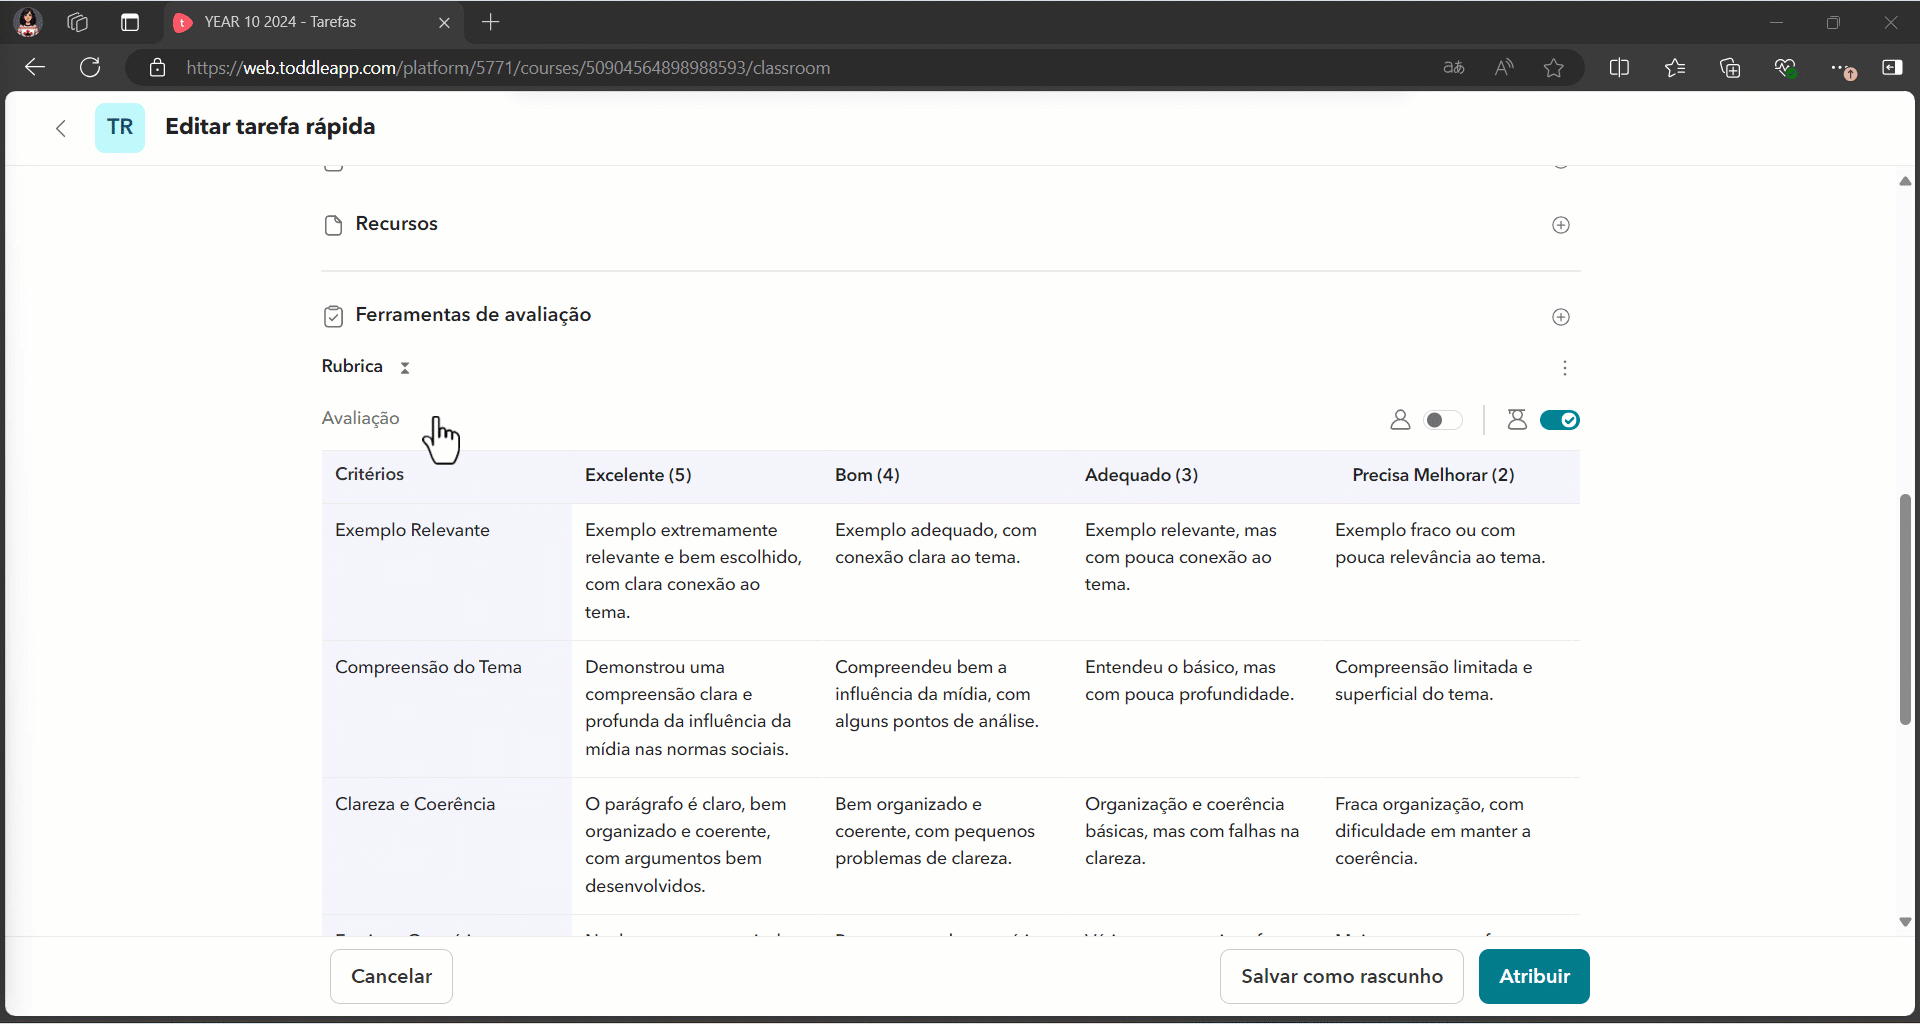 YEAR 10 2024 - Tarefas
https://web.toddleapp.com/platform/5771/courses/50904564898988593/classroom
TR
Editar tarefa rápida
Recursos
Ferramentas de avaliação
Rubrica
Avaliação
Critérios
Excelente (5)
Bom (4)
Adequado (3)
Precisa Melhorar (2)
Exemplo Relevante
Exemplo extremamente
relevante e bem escolhido,
com clara conexão ao
tema.
Exemplo adequado, com
conexão clara ao tema.
Exemplo relevante, mas
com pouca conexão ao
tema.
Exemplo fraco ou com
pouca relevância ao tema.
Compreensão do Tema
Demonstrou uma
compreensão clara e
profunda da influência da
mídia nas normas sociais.
Compreendeu bem a
influência da mídia, com
alguns pontos de análise.
Entendeu o básico, mas
com pouca profundidade.
Compreensão limitada e
superficial do tema.
Clareza e Coerência
O parágrafo é claro, bem
organizado e coerente,
com argumentos bem
desenvolvidos.
Bem organizado e
coerente, com pequenos
problemas de clareza.
Organização e coerência
básicas, mas com falhas na
clareza.
Fraca organização, com
dificuldade em manter a
coerência.
Cancelar
Salvar como rascunho
Atribuir